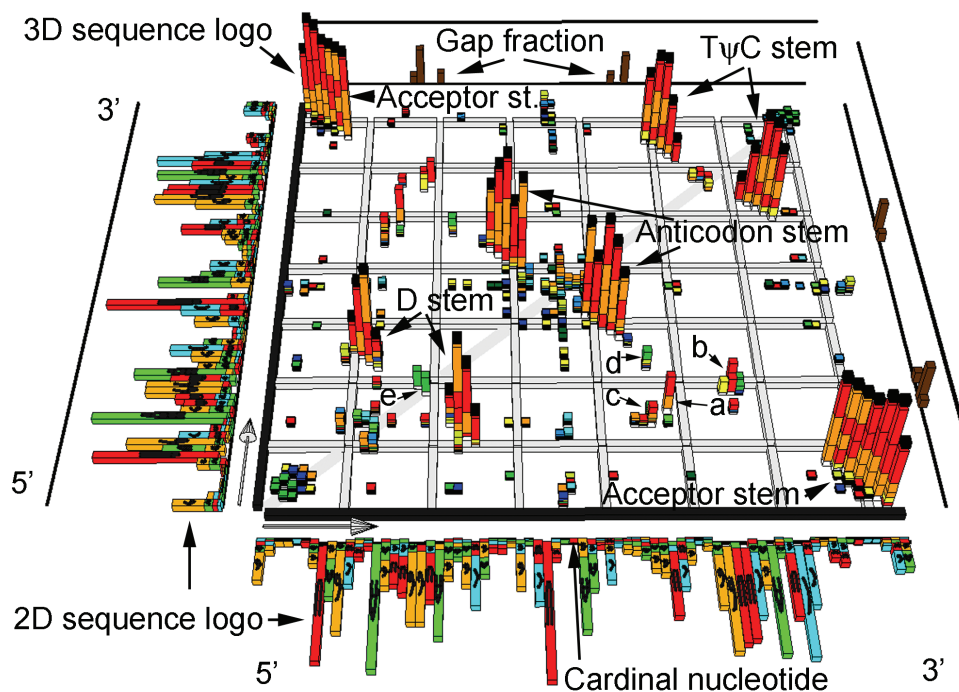 3D sequence logo
Gap fraction
TψC stem
Acceptor st.
3’
Anticodon stem
D stem
d
b
e
c
a
5’
Acceptor stem
2D sequence logo
5’
Cardinal nucleotide
3’